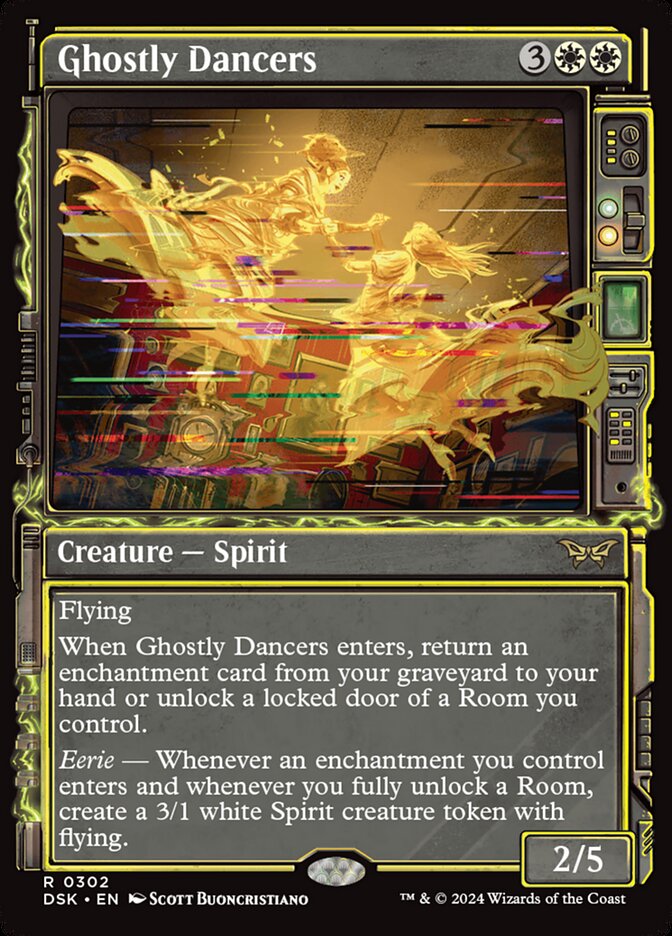 Ghostly Dancers 3
Creature — Spirit
Flying
When Ghostly Dancers enters, return an
enchantment card from your graveyard to your
hand or unlock a locked door of a Room you
control.
Eerie — Whenever an enchantment you control
enters and whenever you fully unlock a Room,
create a 3/1 white Spirit creature token with
flying.
2/5
R 0302
DSK • EN Scott Buoncristiano
™ & © 2024 Wizards of the Coast